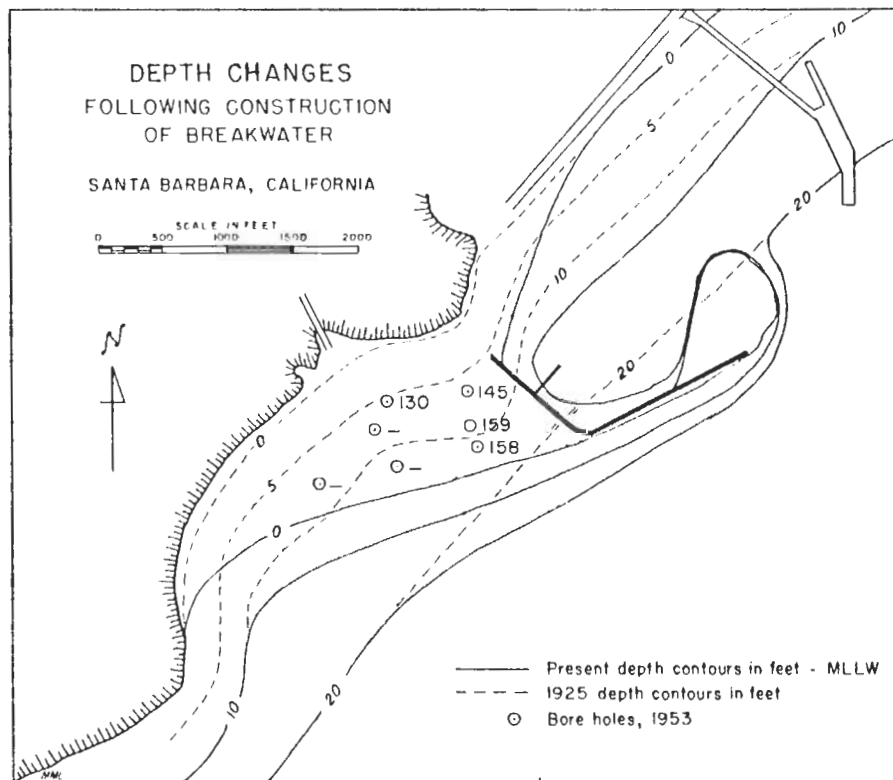 DEPTH CHANGES
FOLLOWING CONSTRUCTION
OF BREAKWATER
SANTA BARBARA, CALIFORNIA
SCALE IN FEET
0 500 1000 1500 2000
N
0
10
5
20
10
20
145
130
159
158
0
5
0
10
20
Present depth contours in feet - MLLW
1925 depth contours in feet
Bore holes, 1953